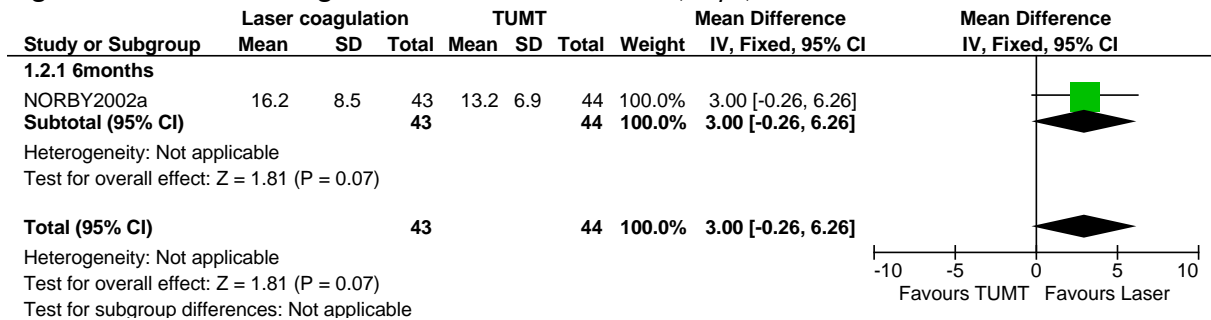 Laser coagulation TUMT Mean Difference Mean Difference
Study or Subgroup Mean SD Total Mean SD Total Weight IV, Fixed, 95% CI IV, Fixed, 95% CI
1.2.1 6months
NORBY2002a 16.2 8.5 43 13.2 6.9 44 100.0% 3.00 [-0.26, 6.26]
Subtotal (95% CI) 43 44 100.0% 3.00 [-0.26, 6.26]
Heterogeneity: Not applicable
Test for overall effect: Z = 1.81 (P = 0.07)
Total (95% CI) 43 44 100.0% 3.00 [-0.26, 6.26]
Heterogeneity: Not applicable
Test for overall effect: Z = 1.81 (P = 0.07)
Test for subgroup differences: Not applicable
-10 -5 0 5 10
Favours TUMT Favours Laser